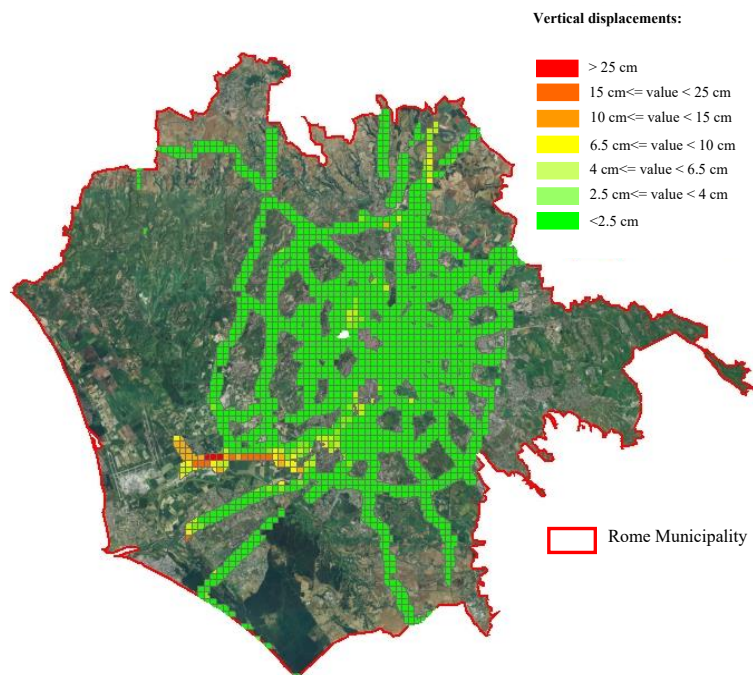 Vertical displacements:
> 25 cm
15 cm<= value < 25 cm
10 cm<= value < 15 cm
6.5 cm<= value < 10 cm
4 cm<= value < 6.5 cm
2.5 cm<= value < 4 cm
<2.5 cm
Rome Municipality